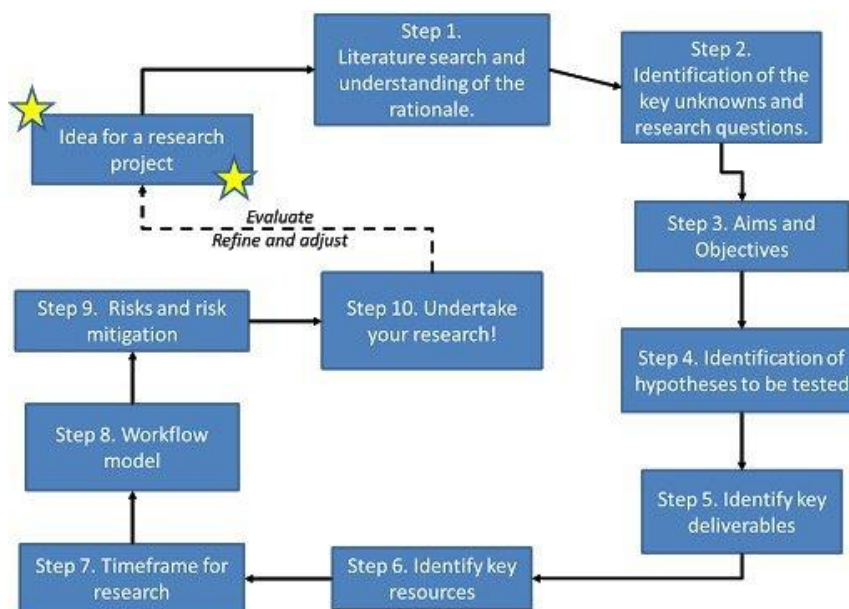 Idea for a research
project
Step 1.
Literature search and
understanding of the
rationale.
Step 2.
Identification of the
key unknowns and
research questions.
Step 3. Aims and
Objectives
Step 4. Identification of
hypotheses to be tested
Step 5. Identify key
deliverables
Step 6. Identify key
resources
Step 7. Timeframe for
research
Step 8. Workflow
model
Step 9. Risks and risk
mitigation
Step 10. Undertake
your research!
Evaluate
Refine and adjust